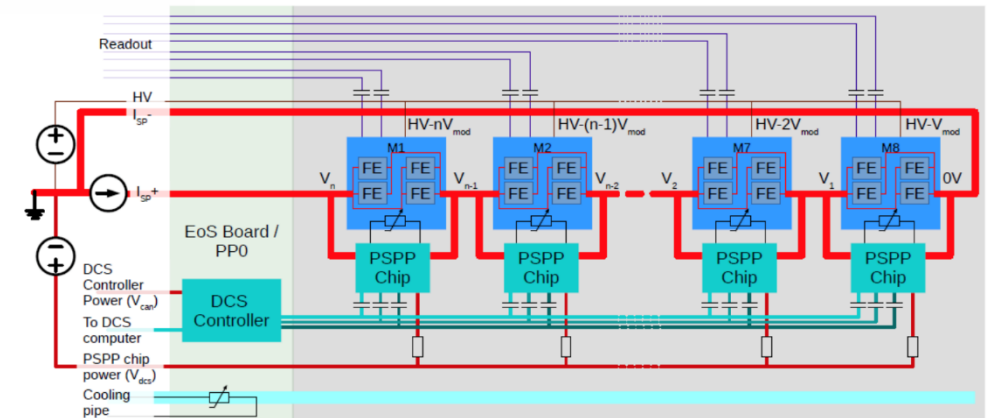 Readout
HV
I_SP-
HV-nV_mod
HV-(n-1)V_mod
HV-2V_mod
HV-V_mod
M1
M2
M7
M8
FE FE
FE FE
FE FE
FE FE
FE FE
FE FE
FE FE
FE FE
I_SP+
V_n
V_n-1
V_n-2
V_2
V_1
0V
EoS Board /
PP0
PSPP
Chip
PSPP
Chip
PSPP
Chip
PSPP
Chip
DCS
Controller
Power (V_can)
DCS
Controller
To DCS
computer
PSPP chip
power (V_dcs)
Cooling
pipe